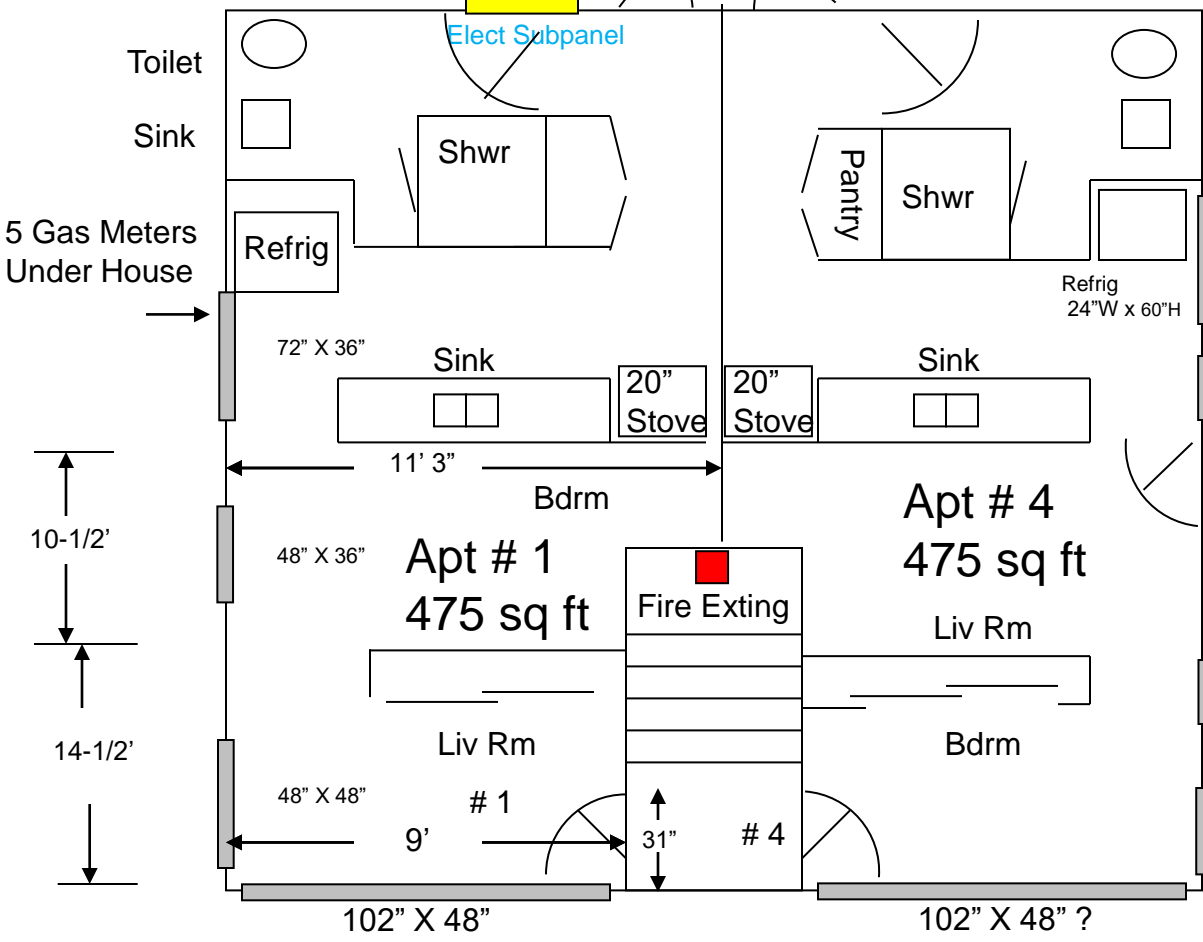 Elect Subpanel
Toilet
Sink
Shwr
Pantry
Shwr
5 Gas Meters
Under House
Refrig
Refrig
24”W x 60”H
72” X 36”
Sink
20”
Stove
20”
Stove
Sink
11’ 3”
Bdrm
10-1/2’
48” X 36”
Apt # 1
475 sq ft
Apt # 4
475 sq ft
Fire Exting
Liv Rm
14-1/2’
Liv Rm
Bdrm
48” X 48”
# 1
9’
31”
# 4
102” X 48”
102” X 48” ?